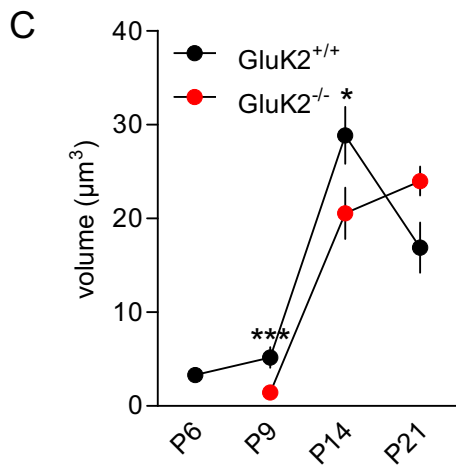 C
GluK2+/+
GluK2-/-
volume (μm³)
40
30
20
10
0
*
***
P6
P9
P14
P21